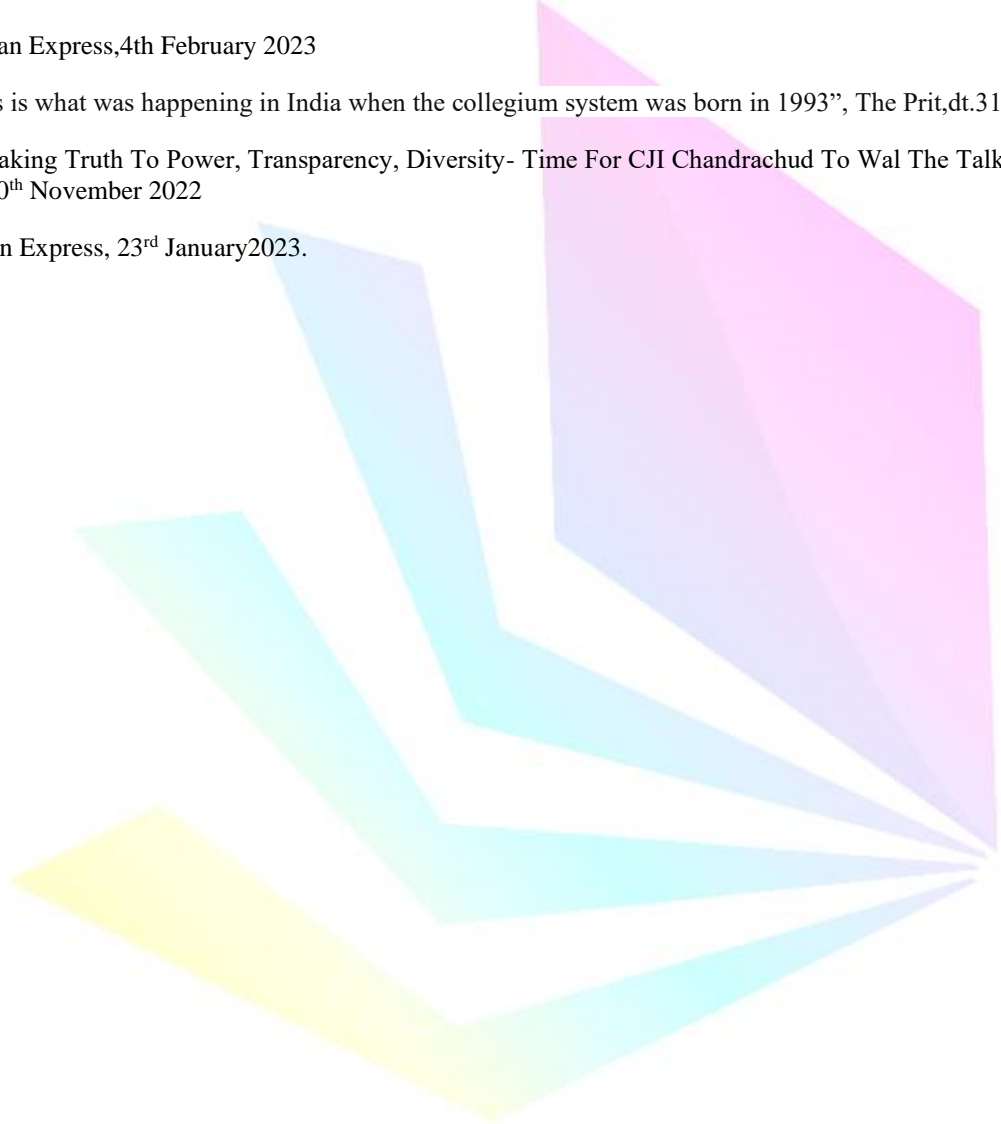 an Express,4th February 2023
s is what was happening in India when the collegium system was born in 1993”, The Prit,dt.31
aking Truth To Power, Transparency, Diversity- Time For CJI Chandrachud To Wal The Talk
0th November 2022
n Express, 23rd January2023.